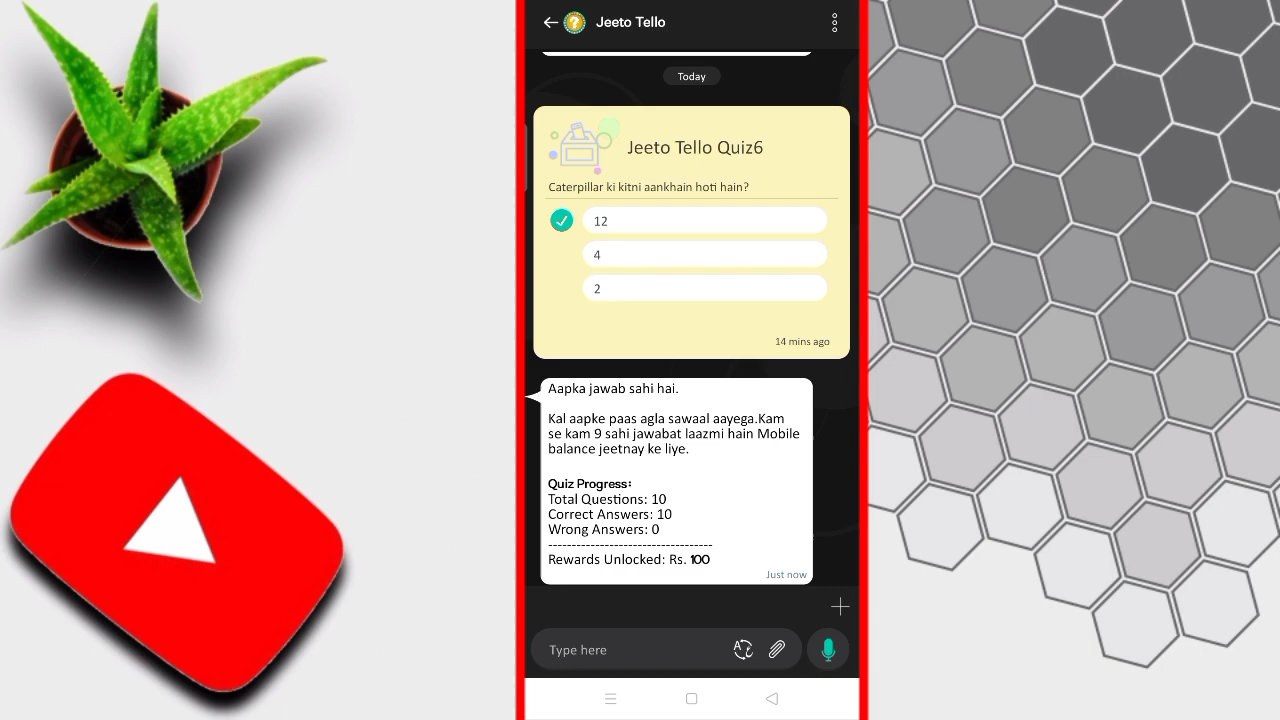 Jeeto Tello
Today
Jeeto Tello Quiz6
Caterpillar ki kitni aankhain hoti hain?
12
4
2
14 mins ago
Aapka jawab sahi hai.
Kal aapke paas agla sawaal aayega.Kam
se kam 9 sahi jawabat laazmi hain Mobile
balance jeetnay ke liye.
Quiz Progress:
Total Questions: 10
Correct Answers: 10
Wrong Answers: 0
-----------------------------------
Rewards Unlocked: Rs. 100
Just now
Type here